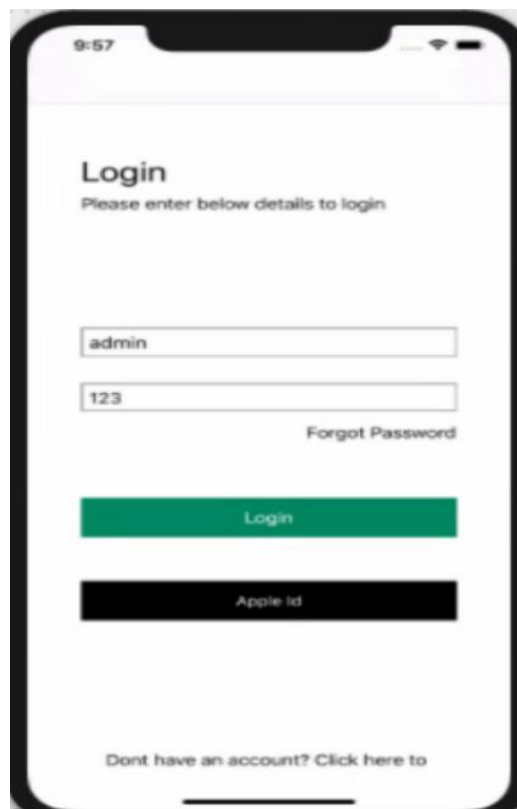 9:57
Login
Please enter below details to login
admin
123
Forgot Password
Login
Apple Id
Dont have an account? Click here to